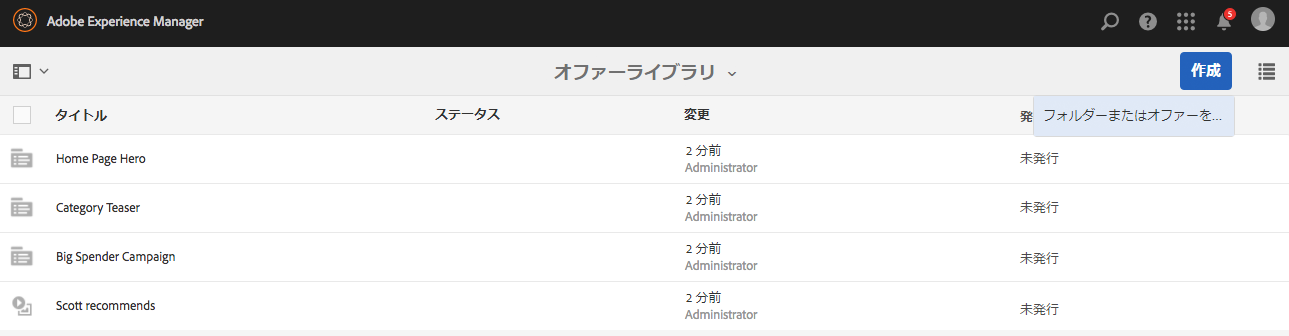 Adobe Experience Manager
5
オファーライブラリ
作成
タイトル
ステータス
変更
発
フォルダーまたはオファーを...
Home Page Hero
2 分前
Administrator
未発行
Category Teaser
2 分前
Administrator
未発行
Big Spender Campaign
2 分前
Administrator
未発行
Scott recommends
2 分前
Administrator
未発行